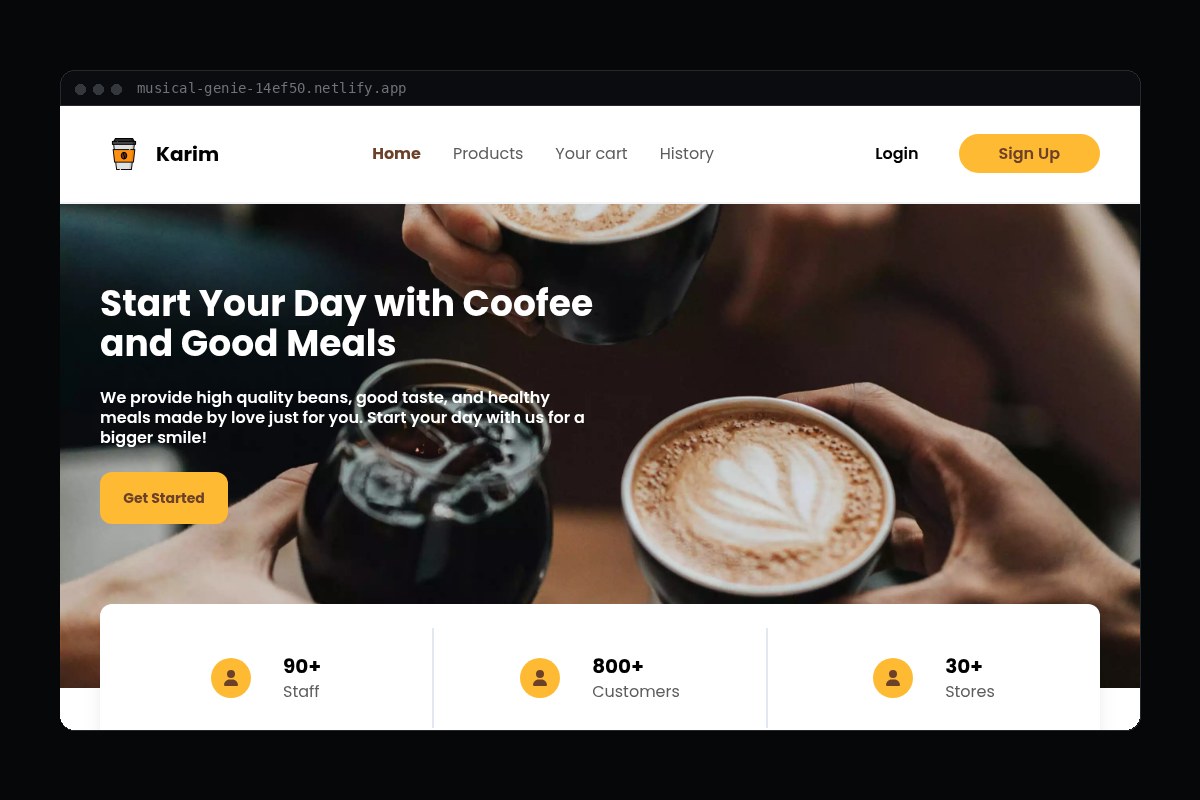 musical-genie-14ef50.netlify.app
Karim
Home
Products
Your cart
History
Login
Sign Up
Start Your Day with Coofee
and Good Meals
We provide high quality beans, good taste, and healthy
meals made by love just for you. Start your day with us for a
bigger smile!
Get Started
90+
Staff
800+
Customers
30+
Stores